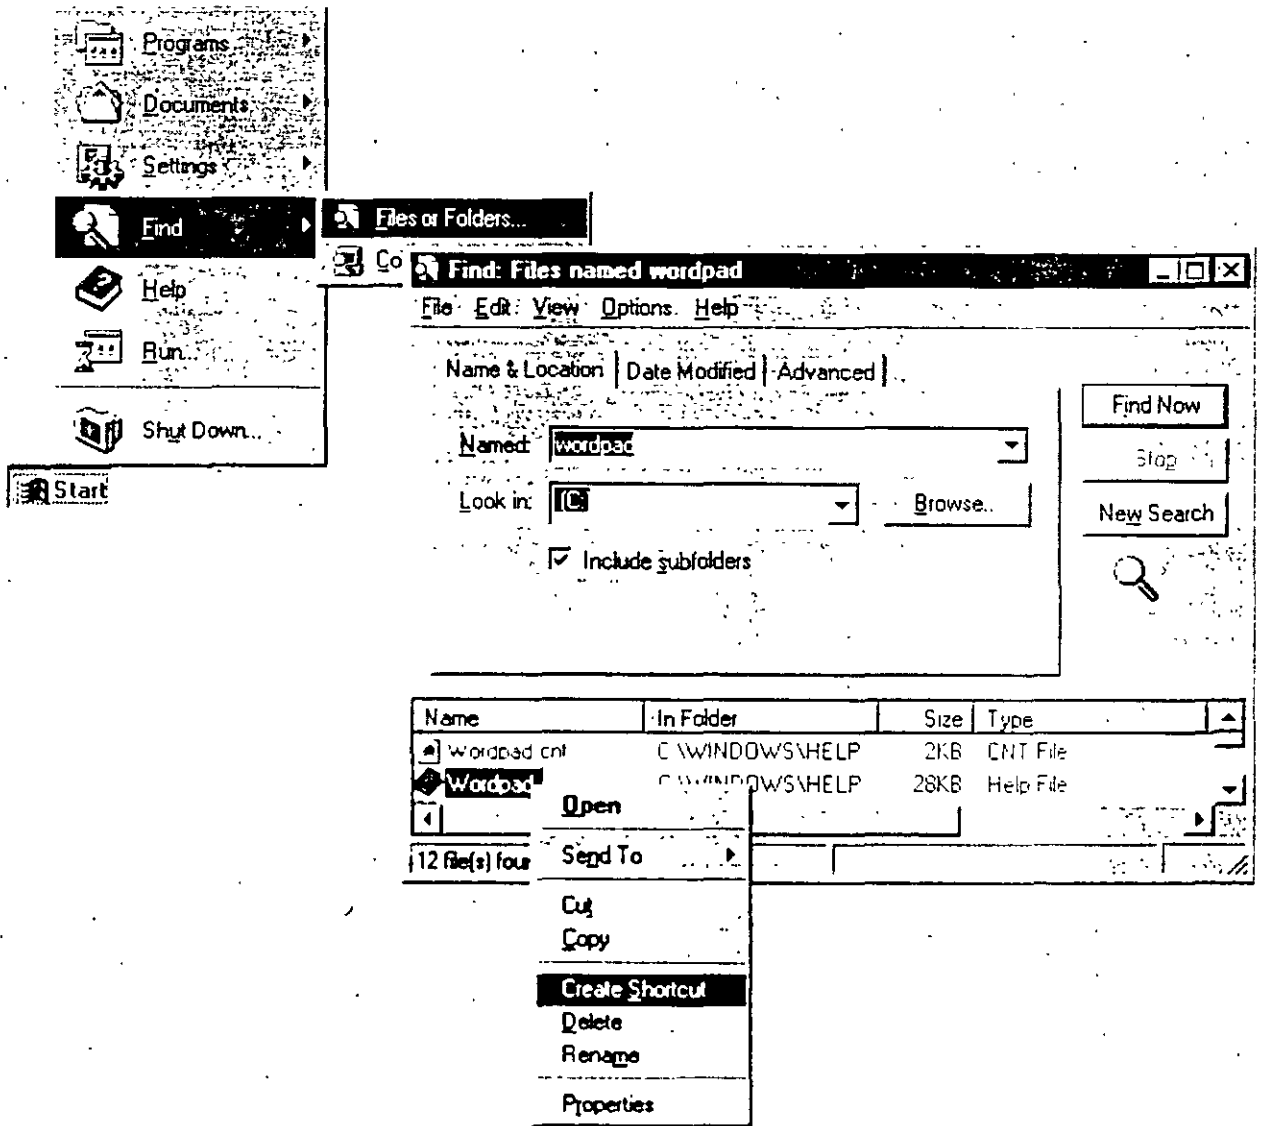 Programs
Documents
Settings
Find
Files or Folders...
Co
Help
Run...
Shut Down...
Start
Find: Files named wordpad
File Edit View Options Help
Name & Location Date Modified Advanced
Named: wordpad
Look in: (C:)
Browse..
Include subfolders
Find Now
Stop
New Search
Name In Folder Size Type
Wordpad.cnt C:\WINDOWS\HELP 2KB CNT File
Wordpad C:\WINDOWS\HELP 28KB Help File
12 file(s) foun
Open
Send To
Cut
Copy
Create Shortcut
Delete
Rename
Properties